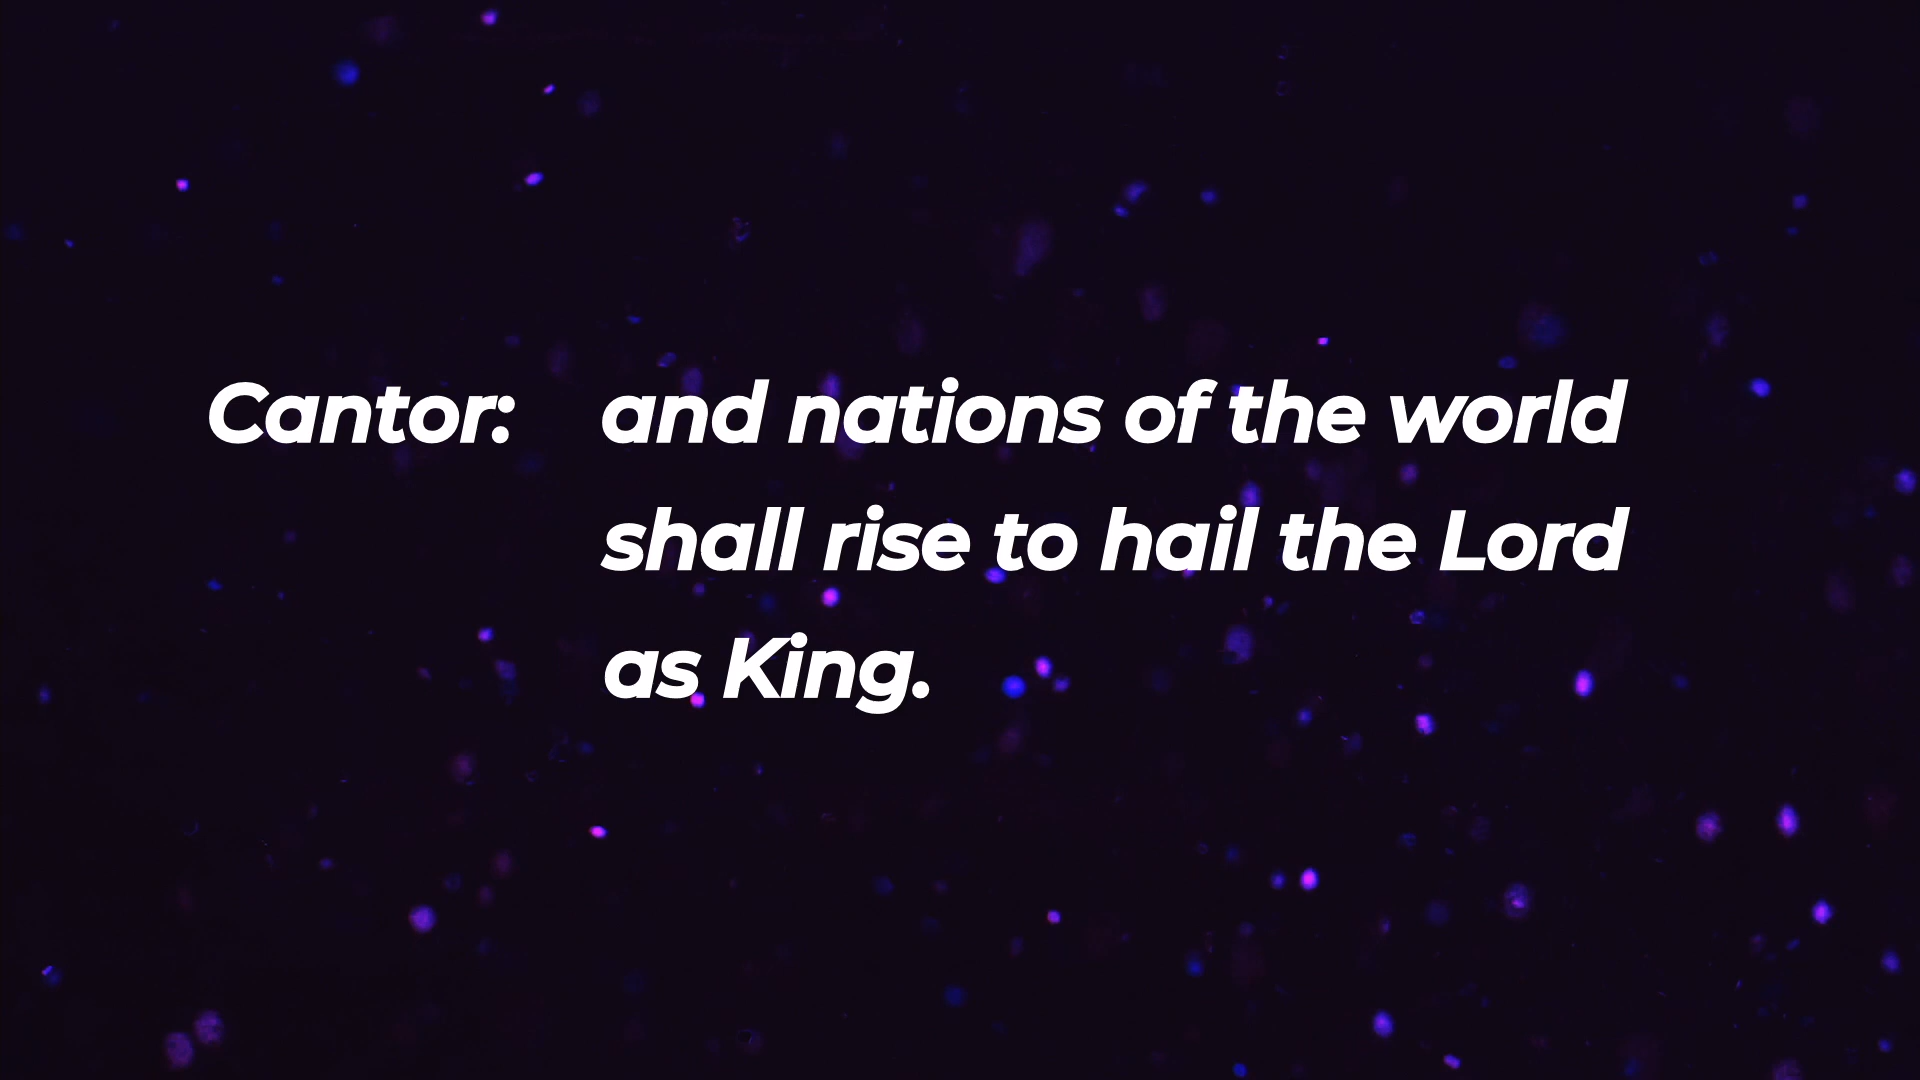 Cantor: and nations of the world
shall rise to hail the Lord
as King.